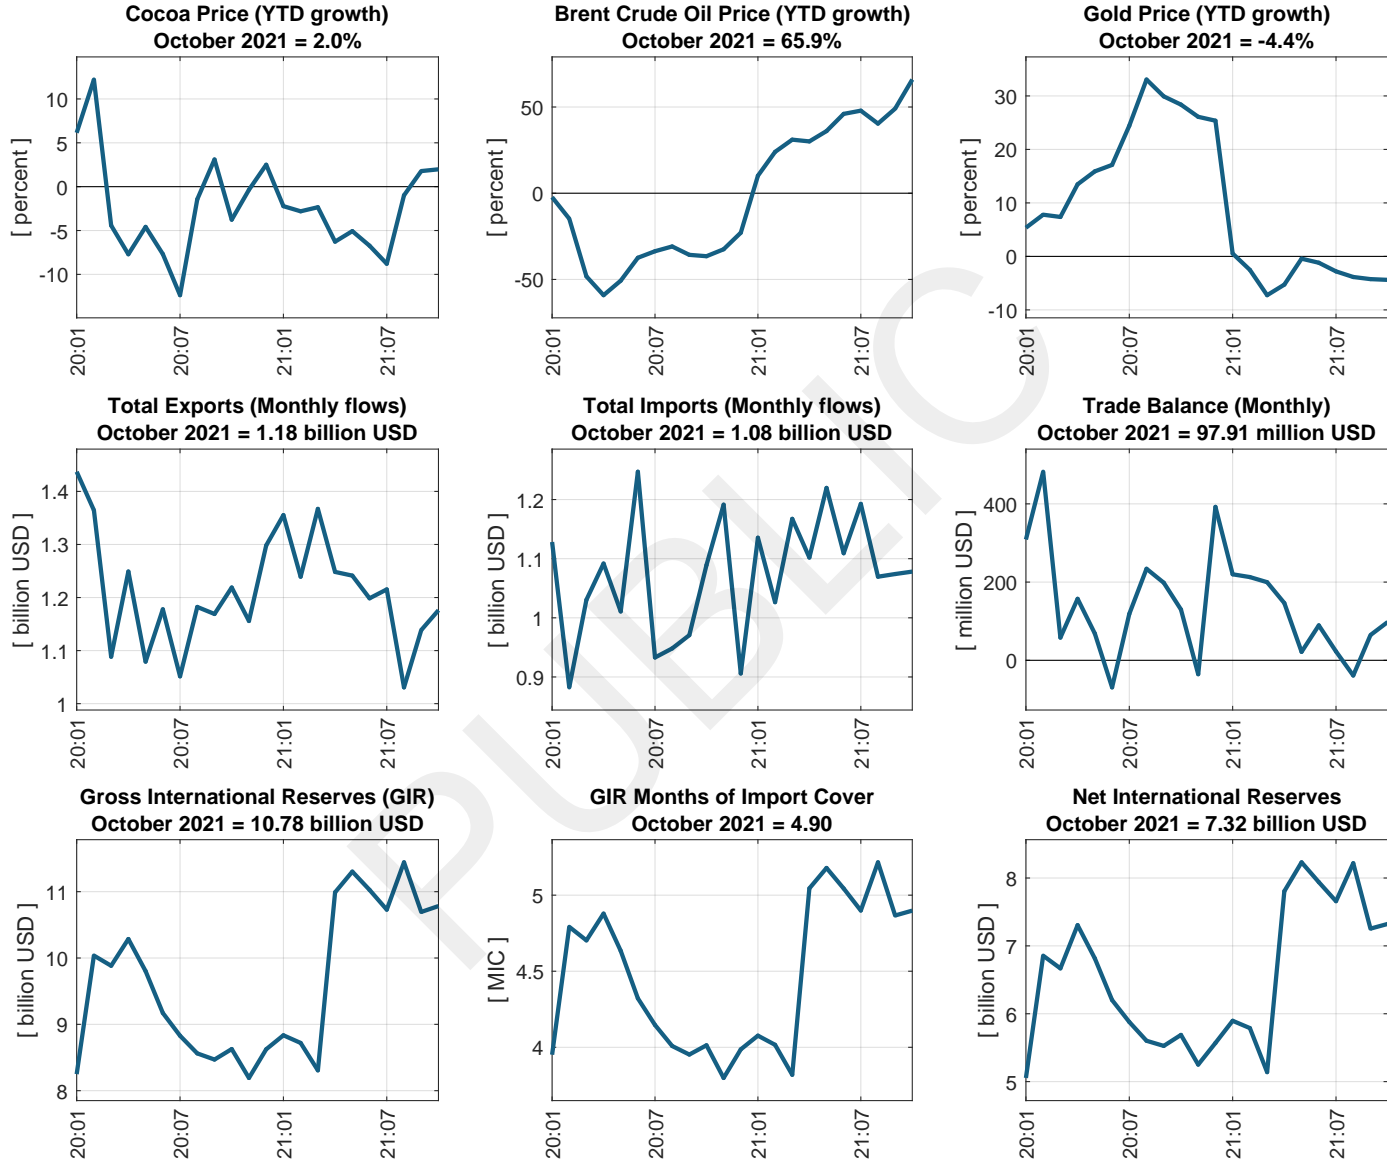 Cocoa Price (YTD growth)
October 2021 = 2.0%
[ percent ]
10
5
0
-5
-10
20:01
20:07
21:01
21:07
Brent Crude Oil Price (YTD growth)
October 2021 = 65.9%
[ percent ]
50
0
-50
20:01
20:07
21:01
21:07
Gold Price (YTD growth)
October 2021 = -4.4%
[ percent ]
30
20
10
0
-10
20:01
20:07
21:01
21:07
Total Exports (Monthly flows)
October 2021 = 1.18 billion USD
[ billion USD ]
1.4
1.3
1.2
1.1
1
20:01
20:07
21:01
21:07
Total Imports (Monthly flows)
October 2021 = 1.08 billion USD
[ billion USD ]
1.2
1.1
1
0.9
20:01
20:07
21:01
21:07
Trade Balance (Monthly)
October 2021 = 97.91 million USD
[ million USD ]
400
200
0
20:01
20:07
21:01
21:07
Gross International Reserves (GIR)
October 2021 = 10.78 billion USD
[ billion USD ]
11
10
9
8
20:01
20:07
21:01
21:07
GIR Months of Import Cover
October 2021 = 4.90
[ MIC ]
5
4.5
4
20:01
20:07
21:01
21:07
Net International Reserves
October 2021 = 7.32 billion USD
[ billion USD ]
8
7
6
5
20:01
20:07
21:01
21:07
PUBLIC